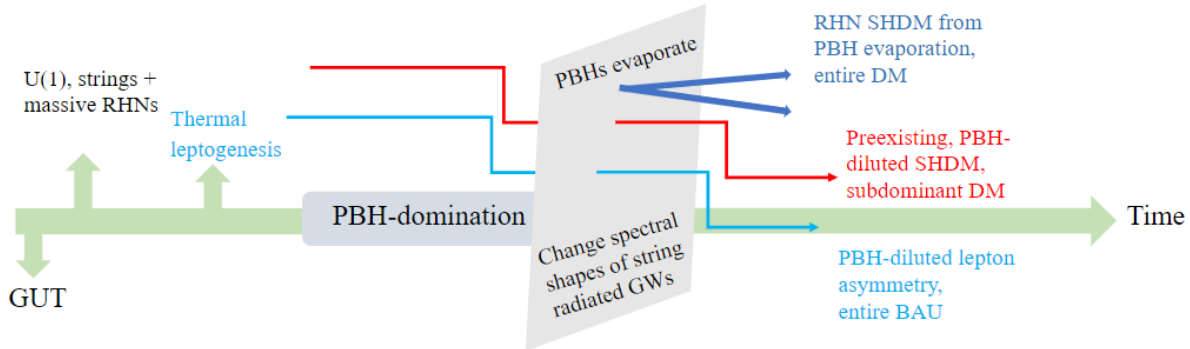 U(1), strings +
massive RHNs
Thermal
leptogenesis
GUT
PBH-domination
PBHs evaporate
Change spectral
shapes of string
radiated GWs
RHN SHDM from
PBH evaporation,
entire DM
Preexisting, PBH-
diluted SHDM,
subdominant DM
Time
PBH-diluted lepton
asymmetry,
entire BAU